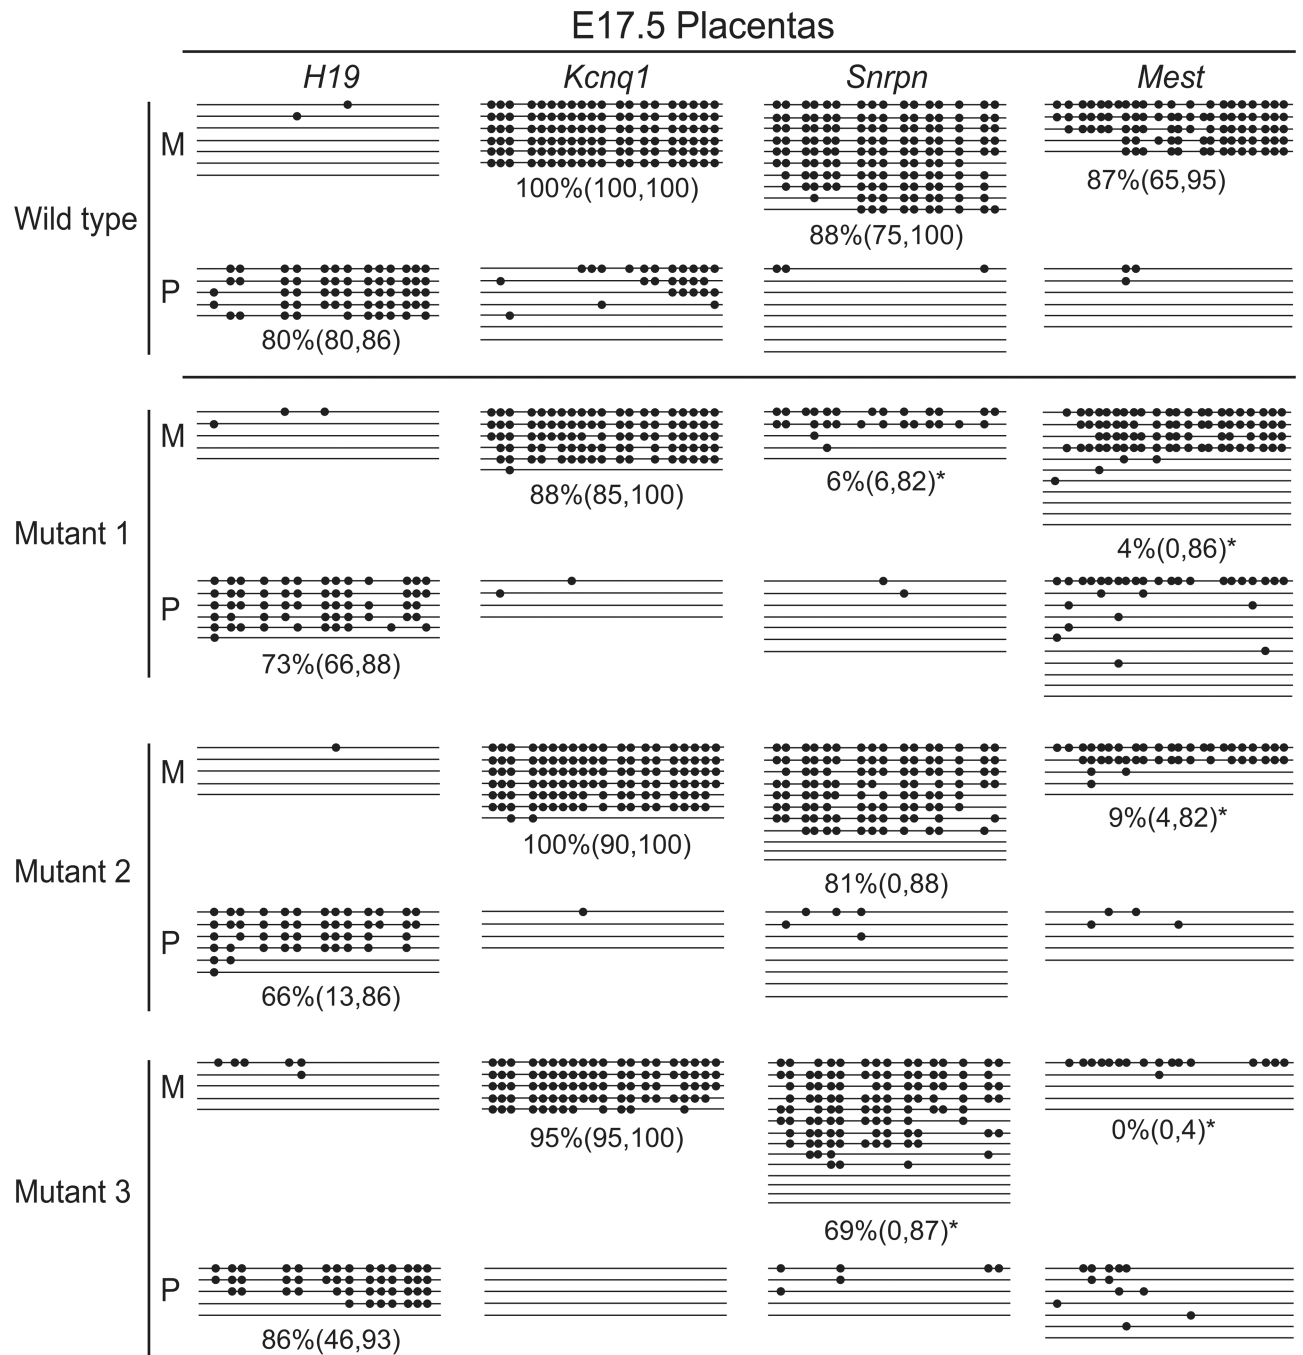 E17.5 Placentas
H19 Kcnq1 Snrpn Mest
Wild type
M
100%(100,100)
88%(75,100)
87%(65,95)
P
80%(80,86)
Mutant 1
M
88%(85,100)
6%(6,82)*
4%(0,86)*
P
73%(66,88)
Mutant 2
M
100%(90,100)
81%(0,88)
9%(4,82)*
P
66%(13,86)
Mutant 3
M
95%(95,100)
69%(0,87)*
0%(0,4)*
P
86%(46,93)